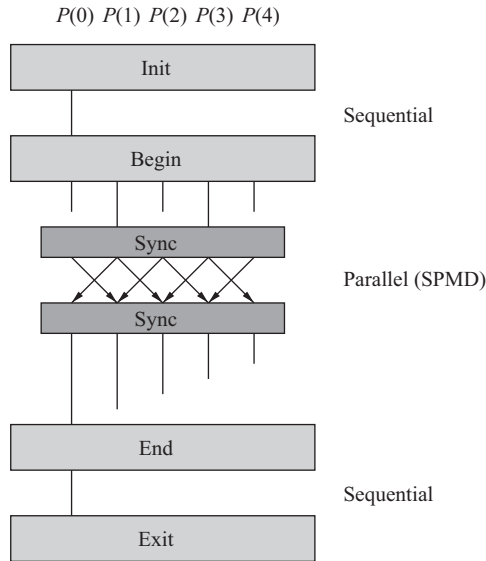 P(0) P(1) P(2) P(3) P(4)
Init
Sequential
Begin
Sync
Parallel (SPMD)
Sync
End
Sequential
Exit